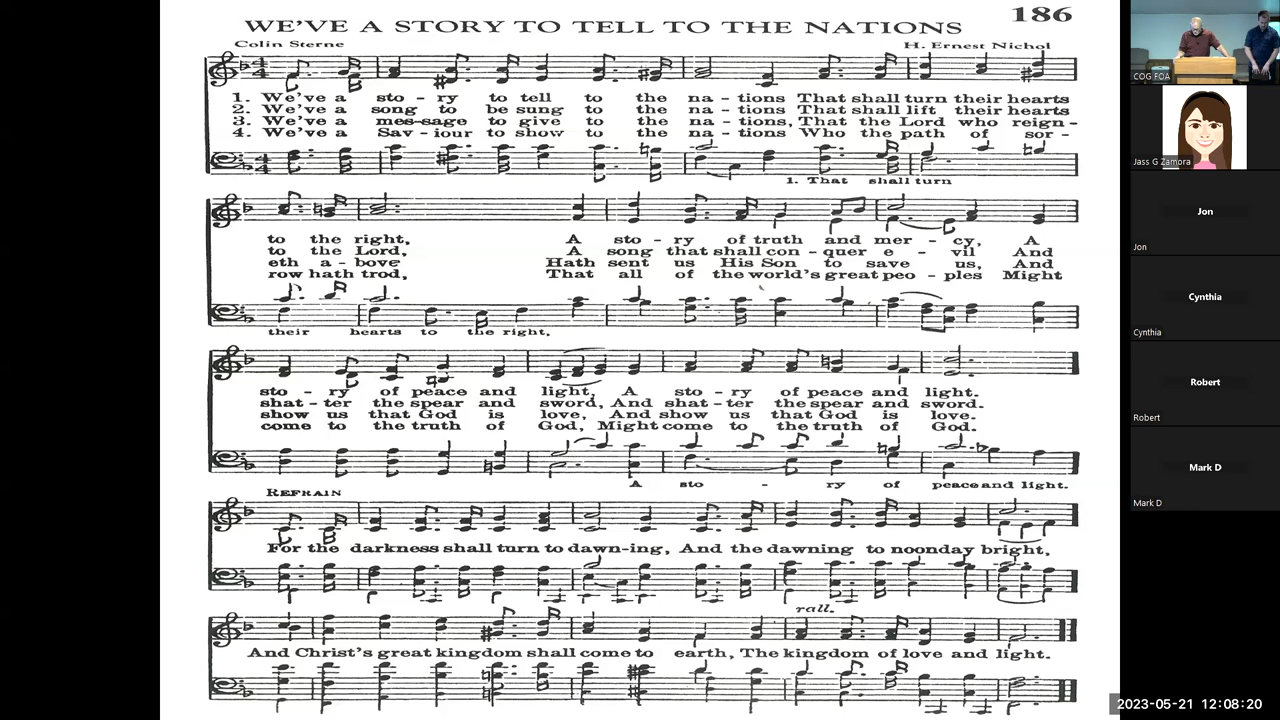 186
WE'VE A STORY TO TELL TO THE NATIONS
Colin Sterne
H. Ernest Nichol
1. We've a sto - ry to tell to the na - tions That shall turn their hearts
2. We've a song to be sung to the na - tions That shall lift their hearts
3. We've a mes-sage to give to the na - tions, That the Lord who reign -
4. We've a Sav - iour to show to the na - tions Who the path of sor -
1. That shall turn
to the right, A sto - ry of truth and mer - cy, A
to the Lord, A song that shall con - quer e - vil And
eth a - bove Hath sent us His Son to save us, And
row hath trod, That all of the world's great peo - ples Might
their hearts to the right.
sto - ry of peace and light, A sto - ry of peace and light.
shat - ter the spear and sword, And shat - ter the spear and sword.
show us that God is love, And show us that God is love.
come to the truth of God, Might come to the truth of God.
A sto - ry of peace and light.
REFRAIN
For the darkness shall turn to dawn-ing, And the dawning to noonday bright,
rall.
And Christ's great kingdom shall come to earth, The kingdom of love and light.
COG FOA
Jass G Zamora
Jon
Jon
Cynthia
Cynthia
Robert
Robert
Mark D
Mark D
2023-05-21 12:08:20